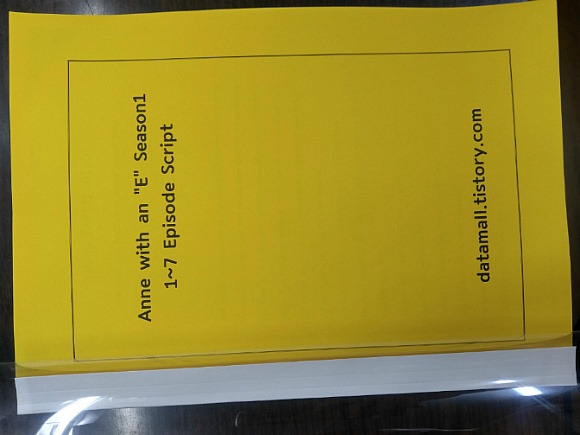 Anne with an "E" Season1
1~7 Episode Script
datamall.tistory.com